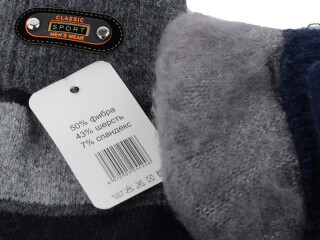 CLASSIC
SPORT
MEN'S WEAR
50% фибра
43% шерсть
7% спандекс